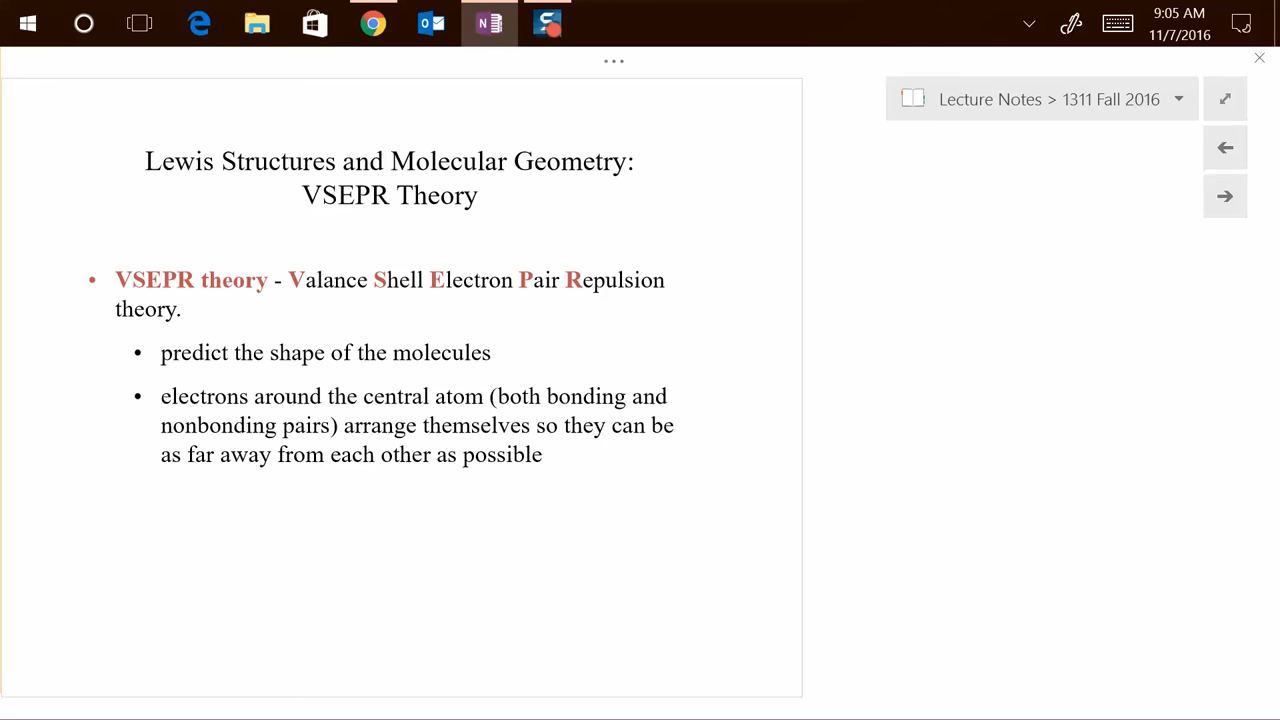 9:05 AM
11/7/2016
Lecture Notes > 1311 Fall 2016
Lewis Structures and Molecular Geometry:
VSEPR Theory
• VSEPR theory - Valance Shell Electron Pair Repulsion
theory.
• predict the shape of the molecules
• electrons around the central atom (both bonding and
nonbonding pairs) arrange themselves so they can be
as far away from each other as possible